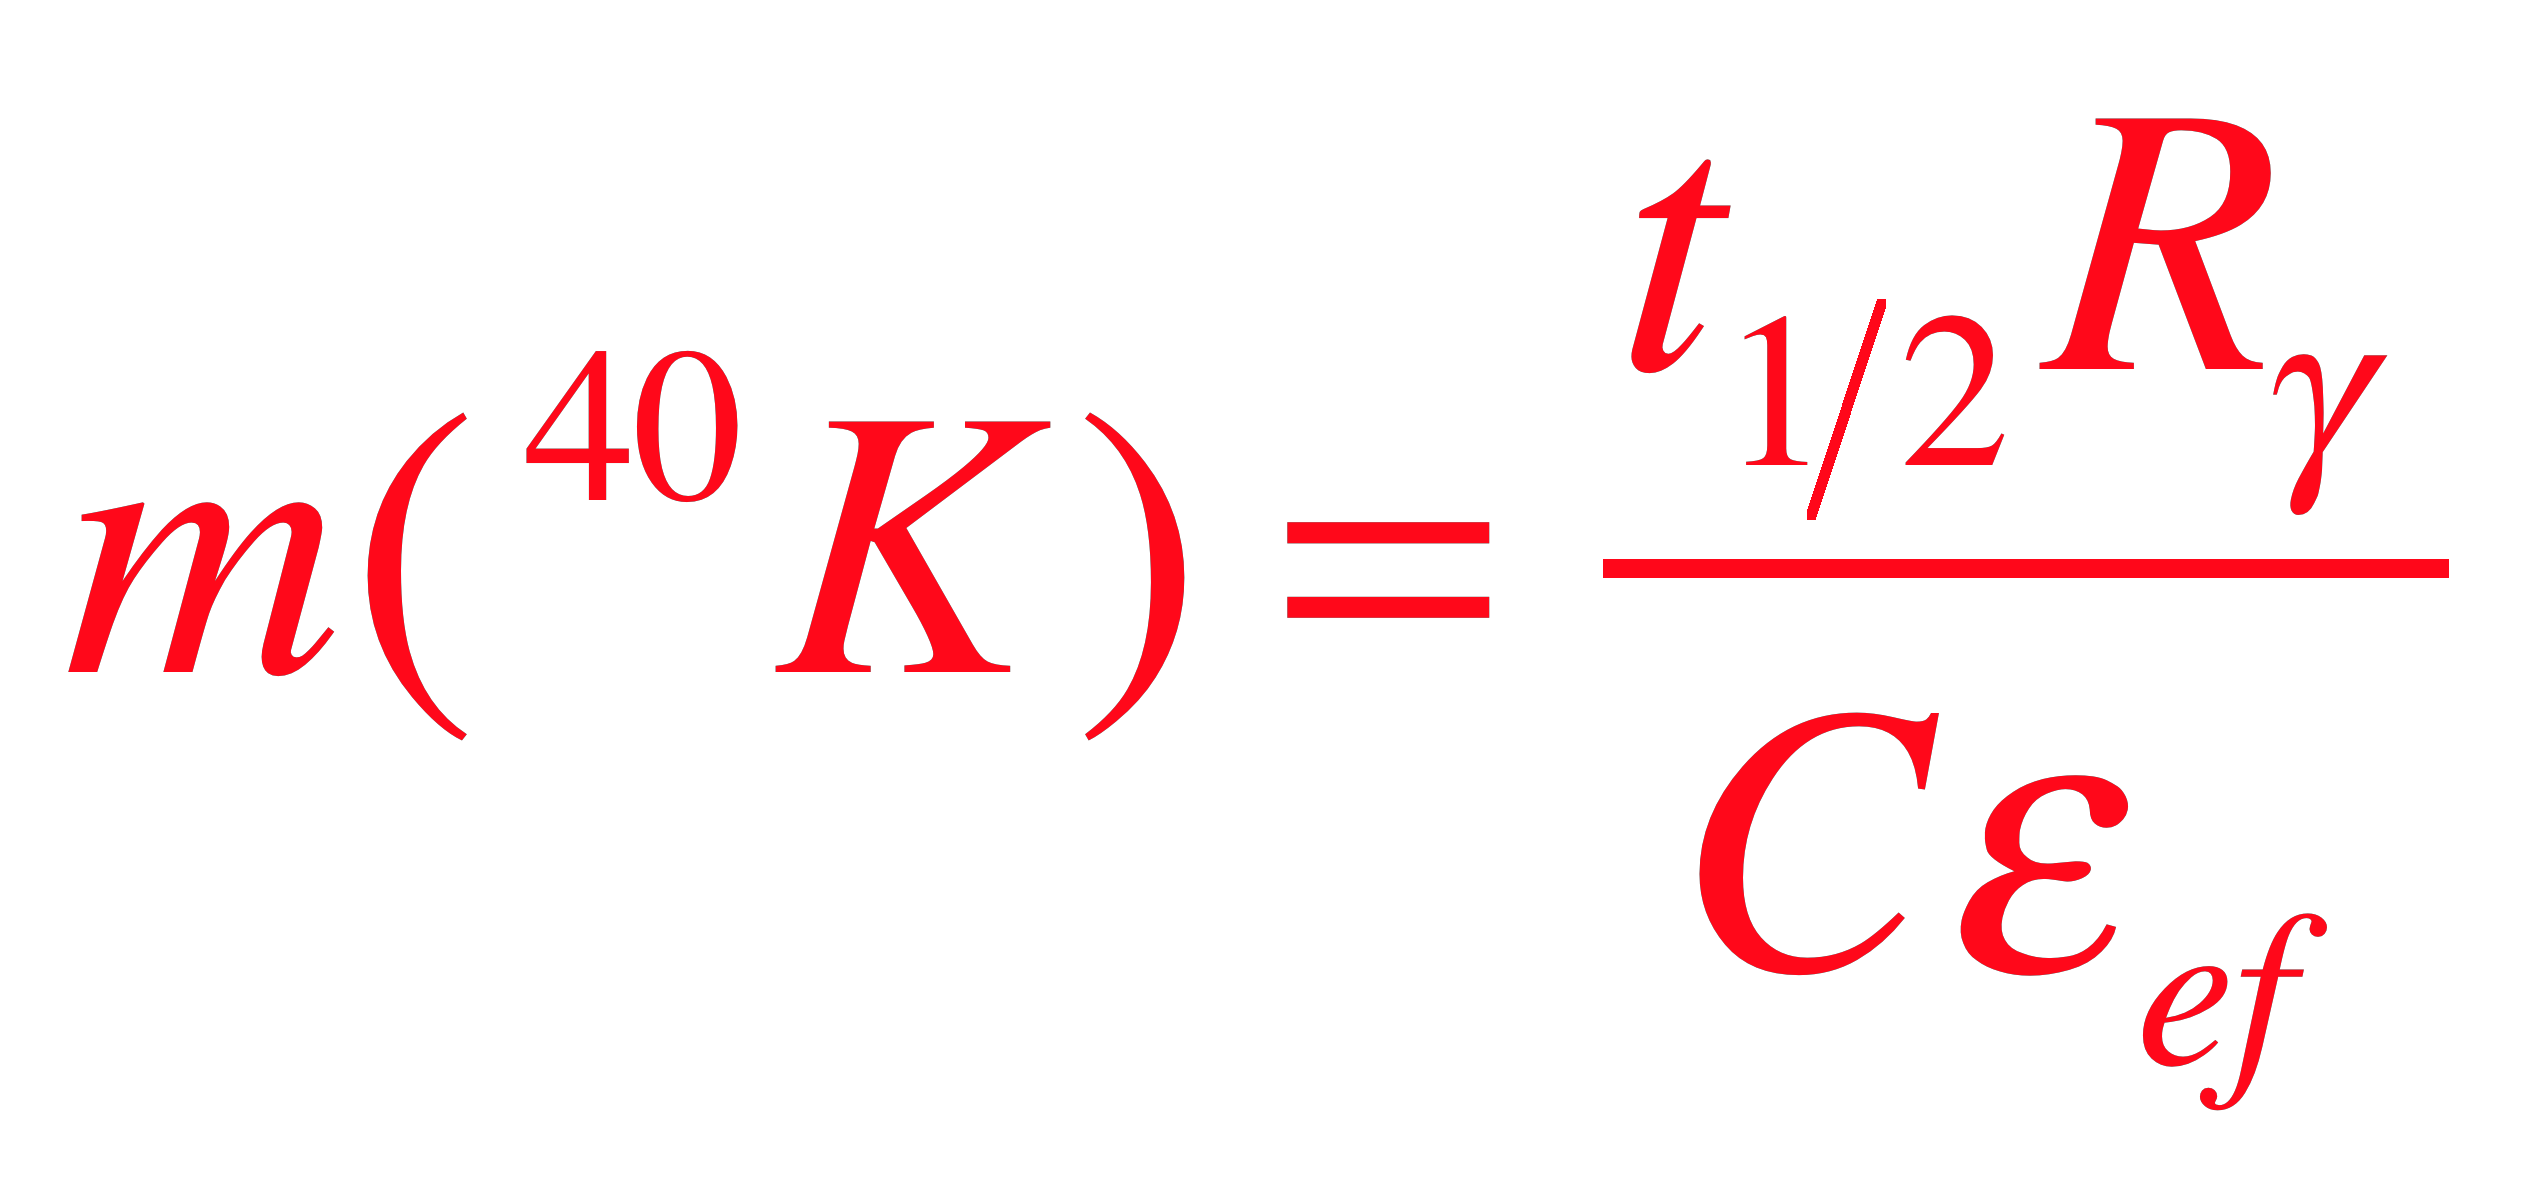 m(⁴⁰K) = t₁/₂Rᵧ / Cε_ef